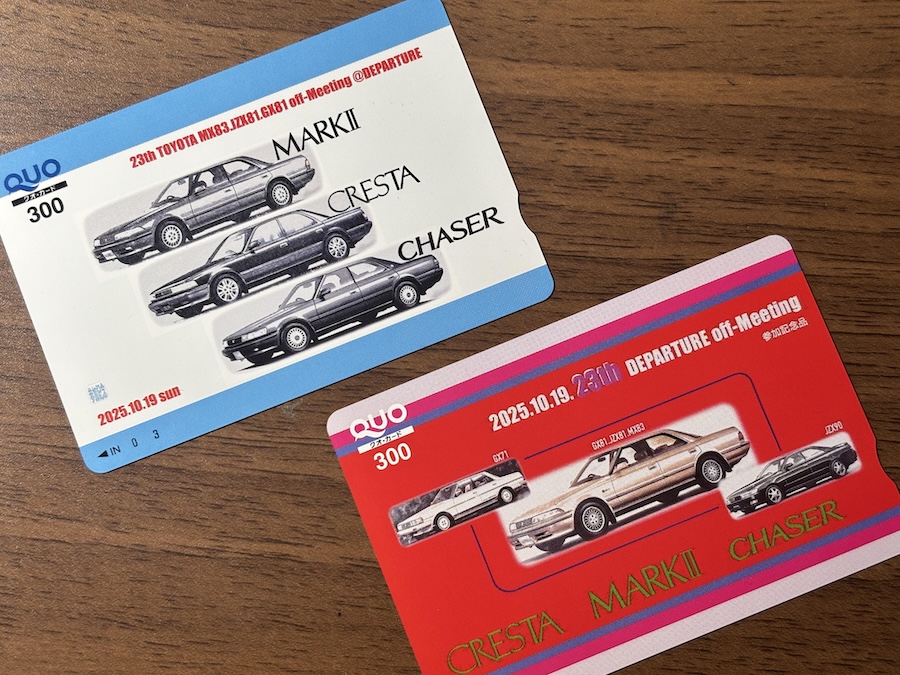 23th TOYOTA MX83.JZX81.GX81 off-Meeting @DEPARTURE
QUO
クオ・カード
300
MARKII
CRESTA
CHASER
2025.10.19 sun
◀IN 0 3
2025.10.19. 23th DEPARTURE off-Meeting
参加記念品
QUO
クオ・カード
300
GX71
GX81.JZX81.MX83
JZX90
CRESTA MARKII CHASER